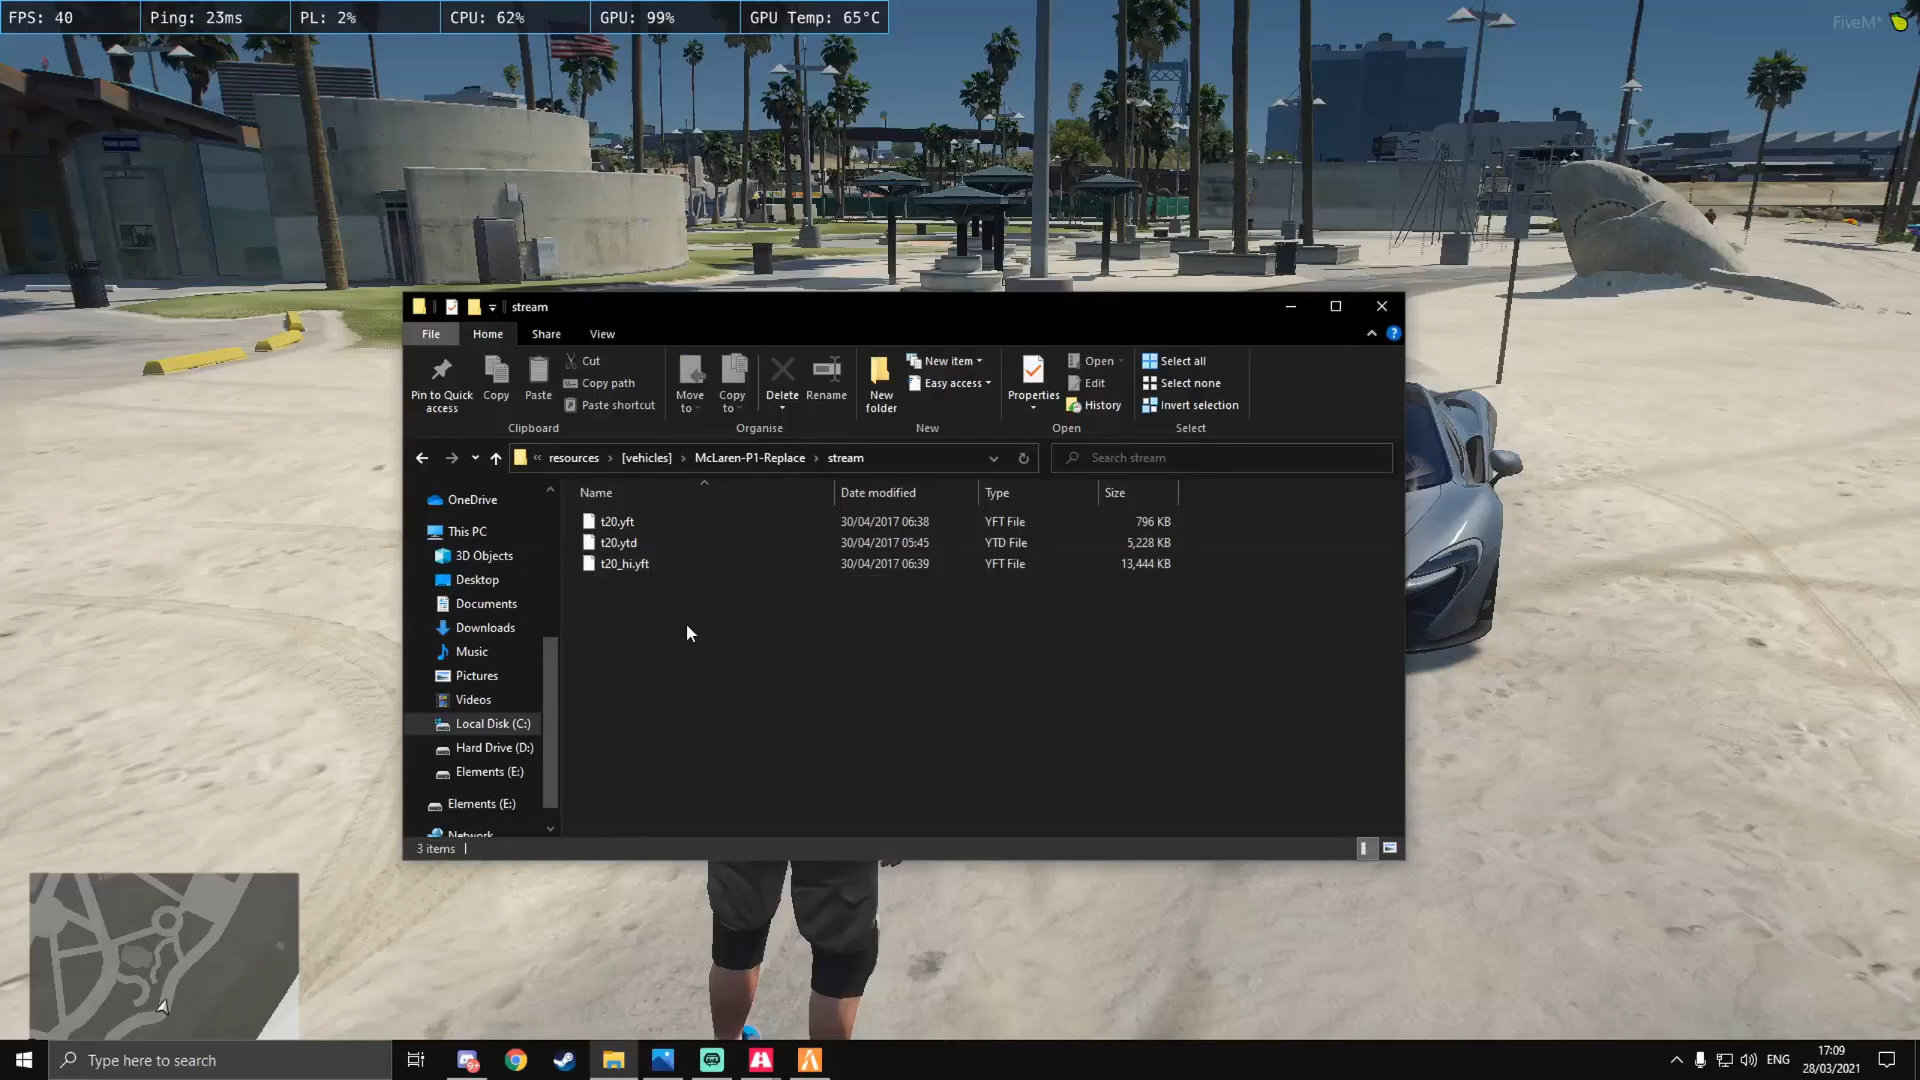 FPS: 40 Ping: 23ms PL: 2% CPU: 62% GPU: 99% GPU Temp: 65°C
FiveM*
stream
File Home Share View
Pin to Quick access
Copy
Paste
Cut
Copy path
Paste shortcut
Clipboard
Move to
Copy to
Delete
Rename
Organise
New folder
New item
Easy access
New
Properties
Open
Edit
History
Open
Select all
Select none
Invert selection
Select
« resources › [vehicles] › McLaren-P1-Replace › stream
Search stream
Name Date modified Type Size
t20.yft 30/04/2017 06:38 YFT File 796 KB
t20.ytd 30/04/2017 05:45 YTD File 5,228 KB
t20_hi.yft 30/04/2017 06:39 YFT File 13,444 KB
OneDrive
This PC
3D Objects
Desktop
Documents
Downloads
Music
Pictures
Videos
Local Disk (C:)
Hard Drive (D:)
Elements (E:)
Elements (E:)
Network
3 items
Type here to search
9+
ENG
17:09
28/03/2021